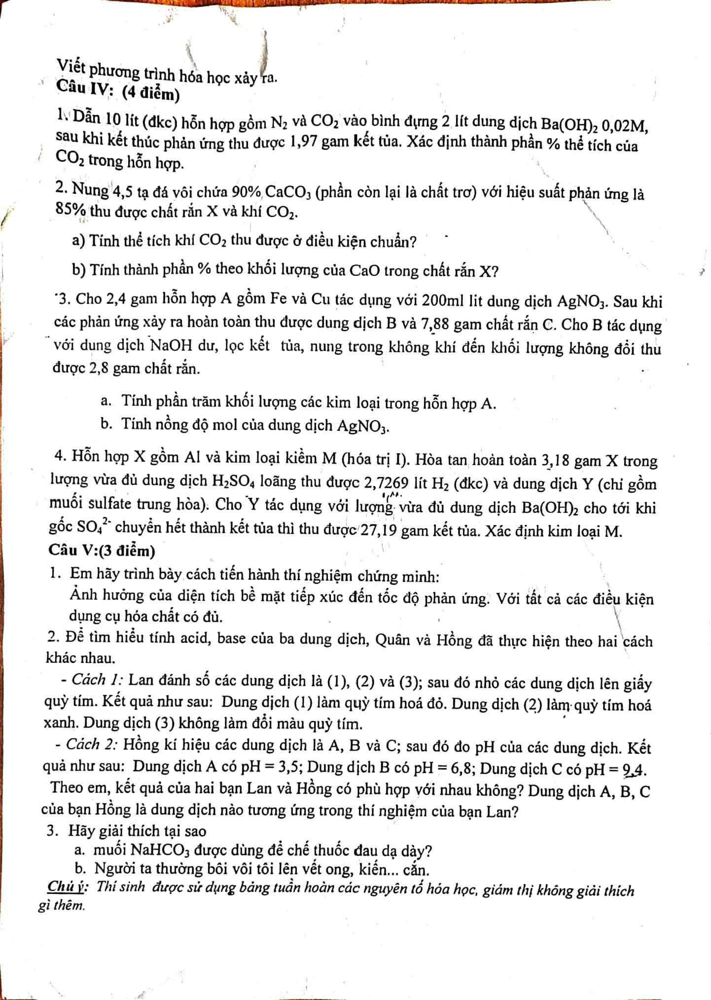 Viết phương trình hóa học xảy ra.
Câu IV: (4 điểm)
1. Dẫn 10 lít (đkc) hỗn hợp gồm N₂ và CO₂ vào bình đựng 2 lít dung dịch Ba(OH)₂ 0,02M,
sau khi kết thúc phản ứng thu được 1,97 gam kết tủa. Xác định thành phần % thể tích của
CO₂ trong hỗn hợp.
2. Nung 4,5 tạ đá vôi chứa 90% CaCO₃ (phần còn lại là chất trơ) với hiệu suất phản ứng là
85% thu được chất rắn X và khí CO₂.
a) Tính thể tích khí CO₂ thu được ở điều kiện chuẩn?
b) Tính thành phần % theo khối lượng của CaO trong chất rắn X?
3. Cho 2,4 gam hỗn hợp A gồm Fe và Cu tác dụng với 200ml lit dung dịch AgNO₃. Sau khi
các phản ứng xảy ra hoàn toàn thu được dung dịch B và 7,88 gam chất rắn C. Cho B tác dụng
với dung dịch NaOH dư, lọc kết tủa, nung trong không khí đến khối lượng không đổi thu
được 2,8 gam chất rắn.
a. Tính phần trăm khối lượng các kim loại trong hỗn hợp A.
b. Tính nồng độ mol của dung dịch AgNO₃.
4. Hỗn hợp X gồm Al và kim loại kiềm M (hóa trị I). Hòa tan hoàn toàn 3,18 gam X trong
lượng vừa đủ dung dịch H₂SO₄ loãng thu được 2,7269 lít H₂ (đkc) và dung dịch Y (chỉ gồm
muối sulfate trung hòa). Cho Y tác dụng với lượng vừa đủ dung dịch Ba(OH)₂ cho tới khi
gốc SO₄²⁻ chuyển hết thành kết tủa thì thu được 27,19 gam kết tủa. Xác định kim loại M.
Câu V:(3 điểm)
1. Em hãy trình bày cách tiến hành thí nghiệm chứng minh:
Ảnh hưởng của diện tích bề mặt tiếp xúc đến tốc độ phản ứng. Với tất cả các điều kiện
dụng cụ hóa chất có đủ.
2. Để tìm hiểu tính acid, base của ba dung dịch, Quân và Hồng đã thực hiện theo hai cách
khác nhau.
- Cách 1: Lan đánh số các dung dịch là (1), (2) và (3); sau đó nhỏ các dung dịch lên giấy
quỳ tím. Kết quả như sau: Dung dịch (1) làm quỳ tím hoá đỏ. Dung dịch (2) làm quỳ tím hoá
xanh. Dung dịch (3) không làm đổi màu quỳ tím.
- Cách 2: Hồng kí hiệu các dung dịch là A, B và C; sau đó đo pH của các dung dịch. Kết
quả như sau: Dung dịch A có pH = 3,5; Dung dịch B có pH = 6,8; Dung dịch C có pH = 9,4.
Theo em, kết quả của hai bạn Lan và Hồng có phù hợp với nhau không? Dung dịch A, B, C
của bạn Hồng là dung dịch nào tương ứng trong thí nghiệm của bạn Lan?
3. Hãy giải thích tại sao
a. muối NaHCO₃ được dùng để chế thuốc đau dạ dày?
b. Người ta thường bôi vôi tôi lên vết ong, kiến... cắn.
Chú ý: Thí sinh được sử dụng bảng tuần hoàn các nguyên tố hóa học, giám thị không giải thích
gì thêm.